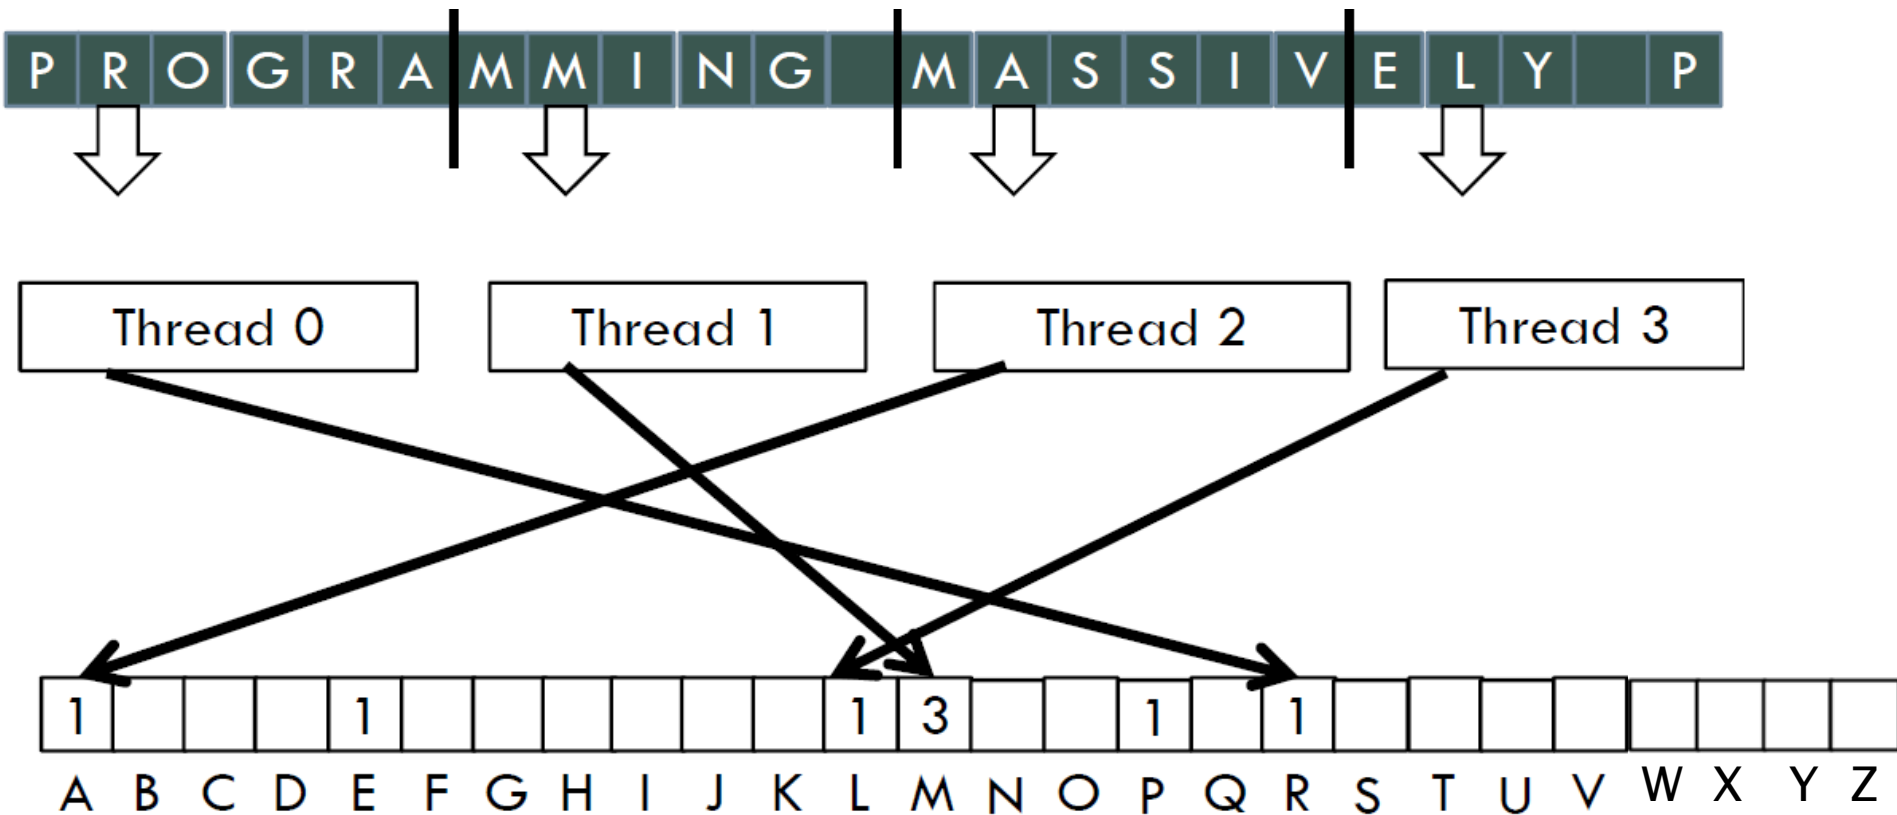 P R O G R A M M I N G   M A S S I V E L Y   P
Thread 0 Thread 1 Thread 2 Thread 3
1 1 1 3 1 1
A B C D E F G H I J K L M N O P Q R S T U V W X Y Z